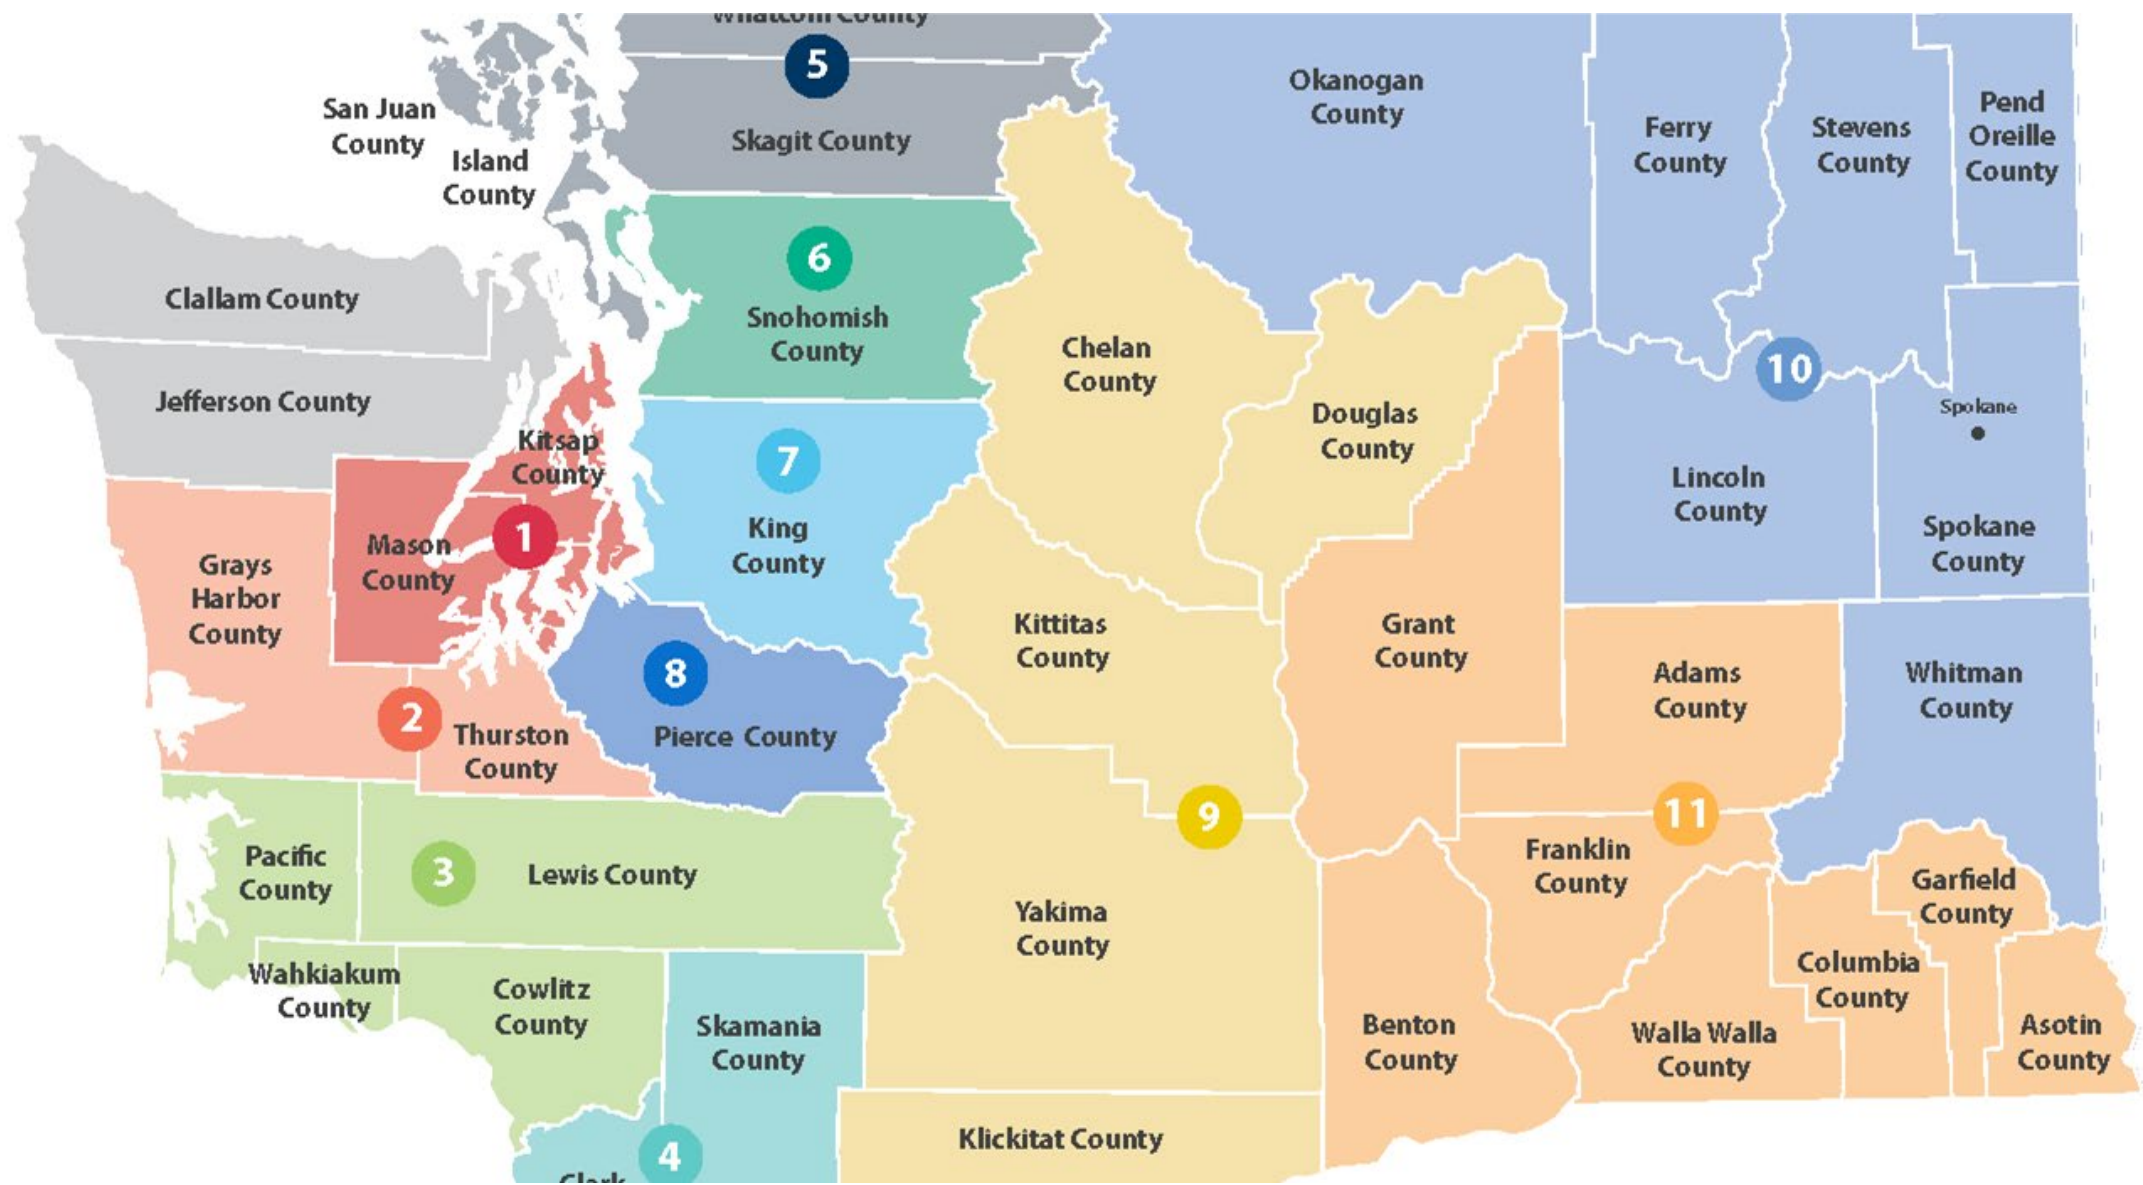 Whatcom County
5
Skagit County
San Juan
County
Island
County
Okanogan
County
Ferry
County
Stevens
County
Pend
Oreille
County
6
Snohomish
County
Clallam County
Jefferson County
Chelan
County
10
Spokane
Douglas
County
Kitsap
County
7
King
County
Lincoln
County
Spokane
County
1
Mason
County
Grays
Harbor
County
Kittitas
County
Grant
County
8
Pierce County
Adams
County
Whitman
County
2
Thurston
County
9
11
Pacific
County
3
Lewis County
Franklin
County
Garfield
County
Yakima
County
Wahkiakum
County
Cowlitz
County
Columbia
County
Skamania
County
Benton
County
Walla Walla
County
Asotin
County
Klickitat County
4
Clark